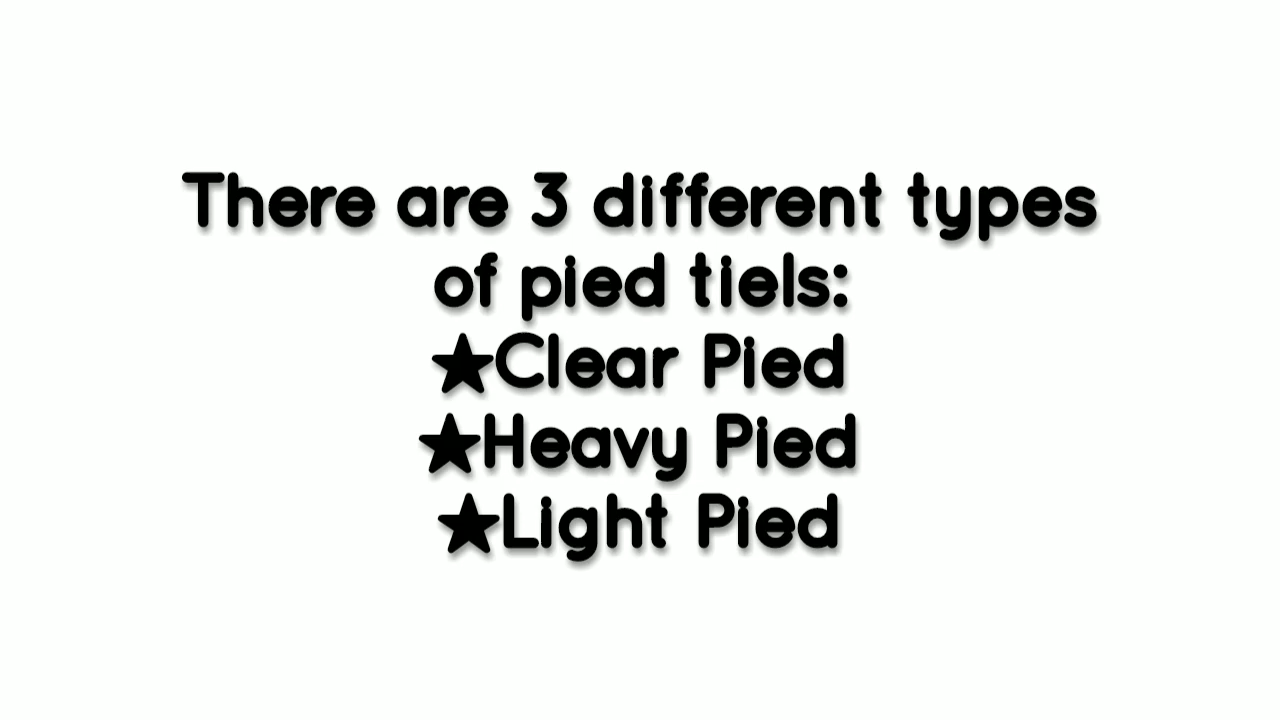 There are 3 different types
of pied tiels:
★Clear Pied
★Heavy Pied
★Light Pied